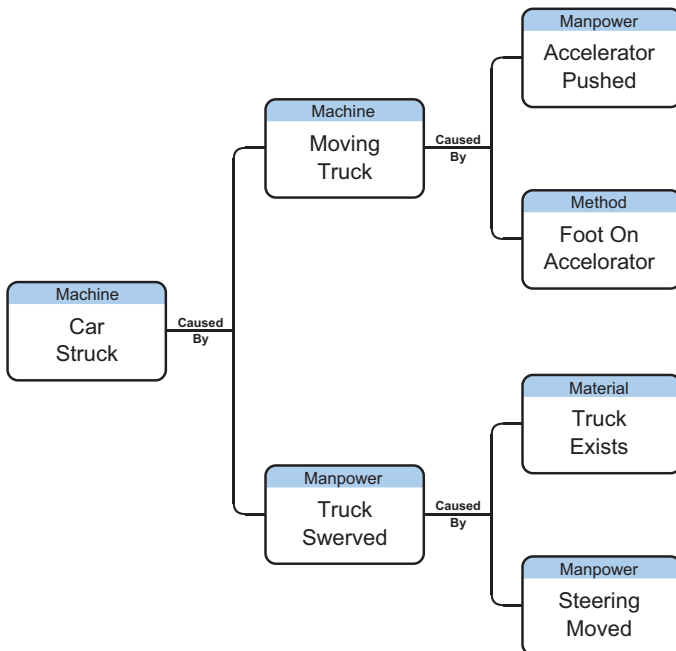 Manpower
Accelerator
Pushed
Machine
Moving
Truck
Caused
By
Method
Foot On
Accelorator
Machine
Car
Struck
Caused
By
Material
Truck
Exists
Manpower
Truck
Swerved
Caused
By
Manpower
Steering
Moved